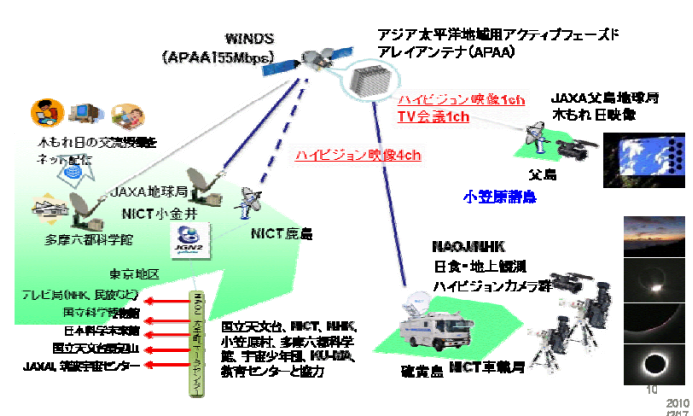 WINDS
(APAA155Mbps)
アジア太平洋地域用アクティブフェーズド
アレイアンテナ(APAA)
ハイビジョン映像1ch
TV会議1ch
JAXA父島地球局
木もれ日映像
木もれ日の交流授業を
ネット配信
ハイビジョン映像4ch
父島
小笠原諸島
JAXA地球局
NICT小金井
NICT鹿島
多摩六都科学館
JGN2
東京地区
NAOJ/NHK
日食・地上観測
ハイビジョンカメラ群
テレビ局(NHK、民放など)
国立科学博物館
日本科学未来館
国立天文台野辺山
JAXA、筑波宇宙センター
国立天文台、NICT、NHK、
小笠原村、多摩六都科学
館、宇宙少年団、KU-MA、
教育センターと協力
硫黄島
NICT車載局
10
2010